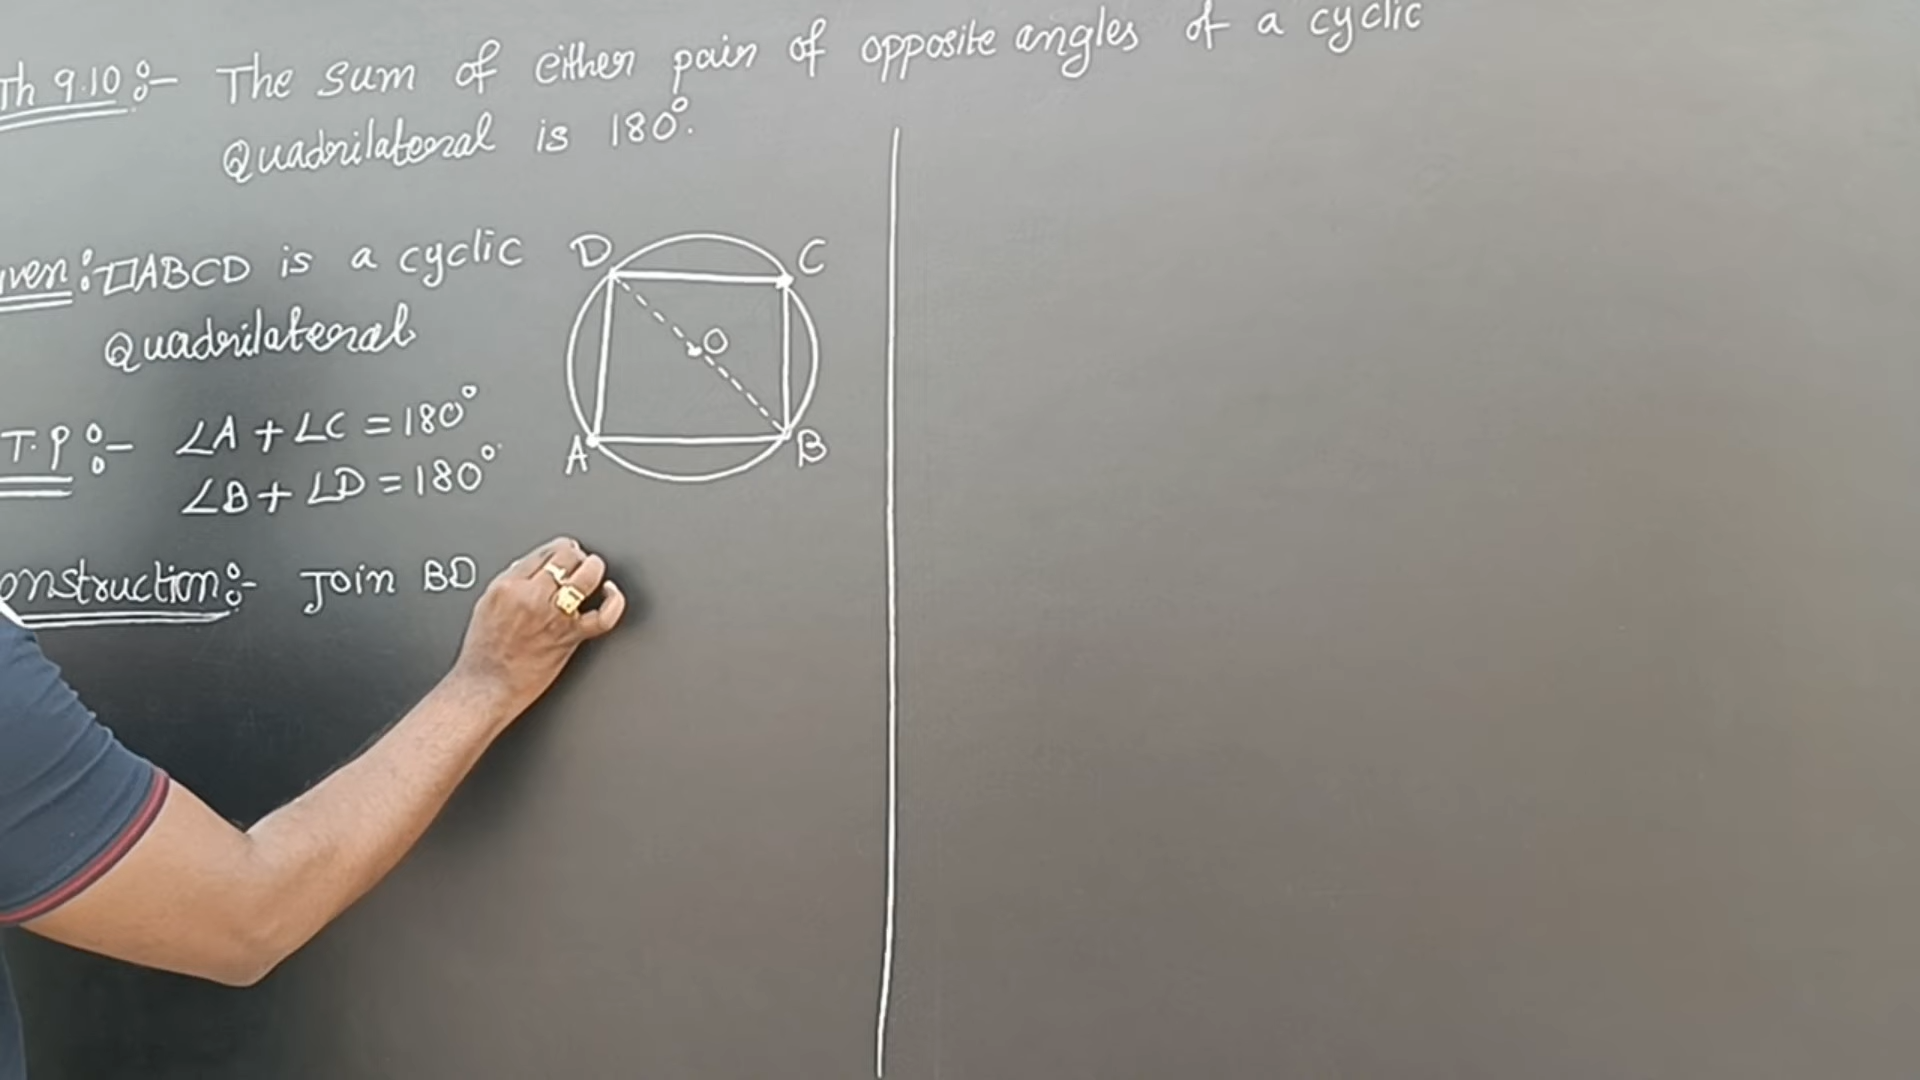 Th 9.10 :- The sum of either pair of opposite angles of a cyclic
Quadrilateral is 180°.
iven :- □ABCD is a cyclic
Quadrilateral
T.P :- ∠A + ∠C = 180°
∠B + ∠D = 180°
onstruction :- Join BD
D
C
O
A
B